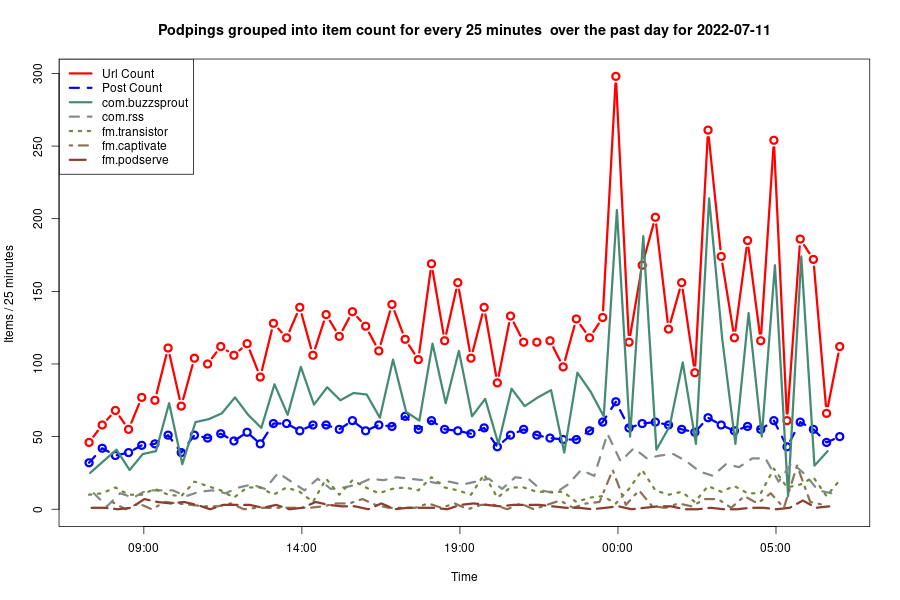 Podpings grouped into item count for every 25 minutes  over the past day for 2022-07-11
Url Count
Post Count
com.buzzsprout
com.rss
fm.transistor
fm.captivate
fm.podserve
Items / 25 minutes
300
250
200
150
100
50
0
09:00 14:00 19:00 00:00 05:00
Time